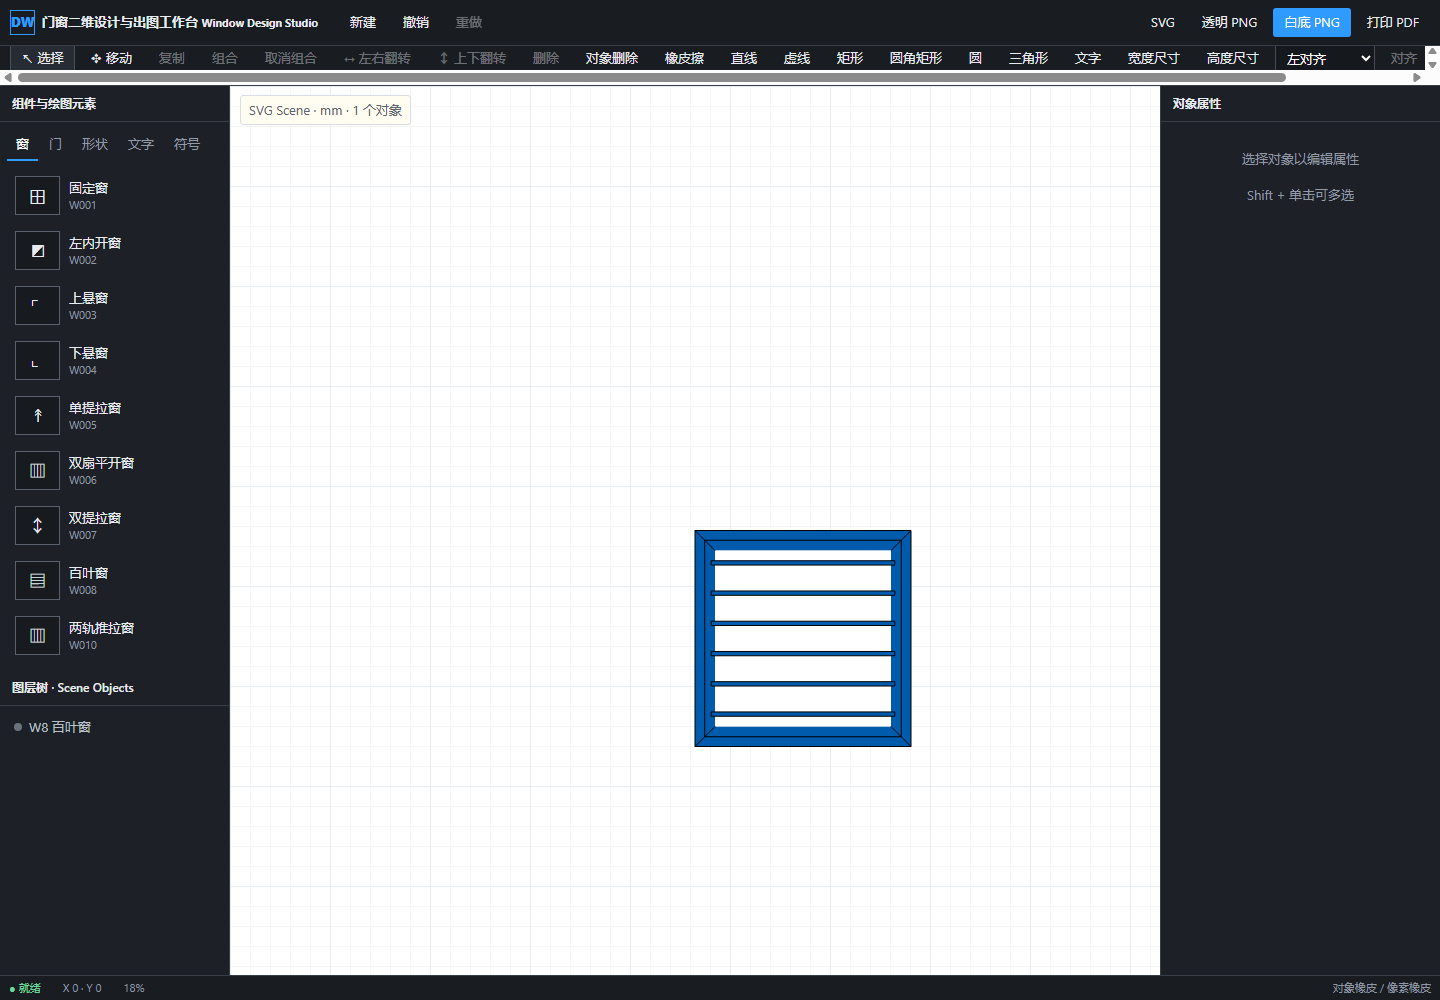 DW 门窗二维设计与出图工作台 Window Design Studio 新建 撤销 重做 SVG 透明 PNG 白底 PNG 打印 PDF
↖ 选择 ✥ 移动 复制 组合 取消组合 ↔ 左右翻转 ↕ 上下翻转 删除 对象删除 橡皮擦 直线 虚线 矩形 圆角矩形 圆 三角形 文字 宽度尺寸 高度尺寸 左对齐 对齐
组件与绘图元素
窗 门 形状 文字 符号
固定窗
W001
左内开窗
W002
上悬窗
W003
下悬窗
W004
单提拉窗
W005
双扇平开窗
W006
双提拉窗
W007
百叶窗
W008
两轨推拉窗
W010
图层树 · Scene Objects
W8 百叶窗
SVG Scene · mm · 1 个对象
对象属性
选择对象以编辑属性
Shift + 单击可多选
● 就绪 X 0 · Y 0 18% 对象橡皮 / 像素橡皮